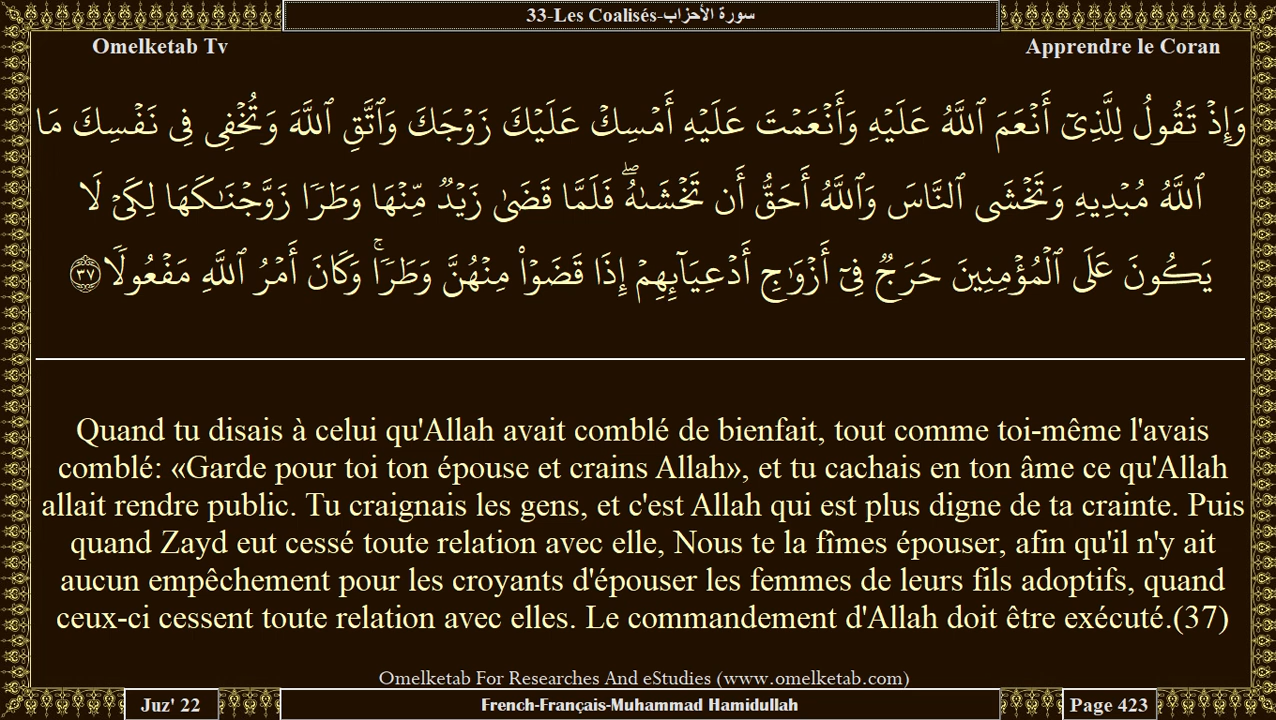 33-Les Coalisés-سورة الأحزاب
Omelketab Tv
Apprendre le Coran
وَإِذْ تَقُولُ لِلَّذِىٓ أَنْعَمَ ٱللَّهُ عَلَيْهِ وَأَنْعَمْتَ عَلَيْهِ أَمْسِكْ عَلَيْكَ زَوْجَكَ وَٱتَّقِ ٱللَّهَ وَتُخْفِى فِى نَفْسِكَ مَا
ٱللَّهُ مُبْدِيهِ وَتَخْشَى ٱلنَّاسَ وَٱللَّهُ أَحَقُّ أَن تَخْشَىٰهُ ۖ فَلَمَّا قَضَىٰ زَيْدٌ مِّنْهَا وَطَرًا زَوَّجْنَـٰكَهَا لِكَىْ لَا
يَكُونَ عَلَى ٱلْمُؤْمِنِينَ حَرَجٌ فِىٓ أَزْوَٰجِ أَدْعِيَآئِهِمْ إِذَا قَضَوْا۟ مِنْهُنَّ وَطَرًا ۚ وَكَانَ أَمْرُ ٱللَّهِ مَفْعُولًا ٣٧
Quand tu disais à celui qu'Allah avait comblé de bienfait, tout comme toi-même l'avais
comblé: «Garde pour toi ton épouse et crains Allah», et tu cachais en ton âme ce qu'Allah
allait rendre public. Tu craignais les gens, et c'est Allah qui est plus digne de ta crainte. Puis
quand Zayd eut cessé toute relation avec elle, Nous te la fîmes épouser, afin qu'il n'y ait
aucun empêchement pour les croyants d'épouser les femmes de leurs fils adoptifs, quand
ceux-ci cessent toute relation avec elles. Le commandement d'Allah doit être exécuté.(37)
Omelketab For Researches And eStudies (www.omelketab.com)
Juz' 22
French-Français-Muhammad Hamidullah
Page 423